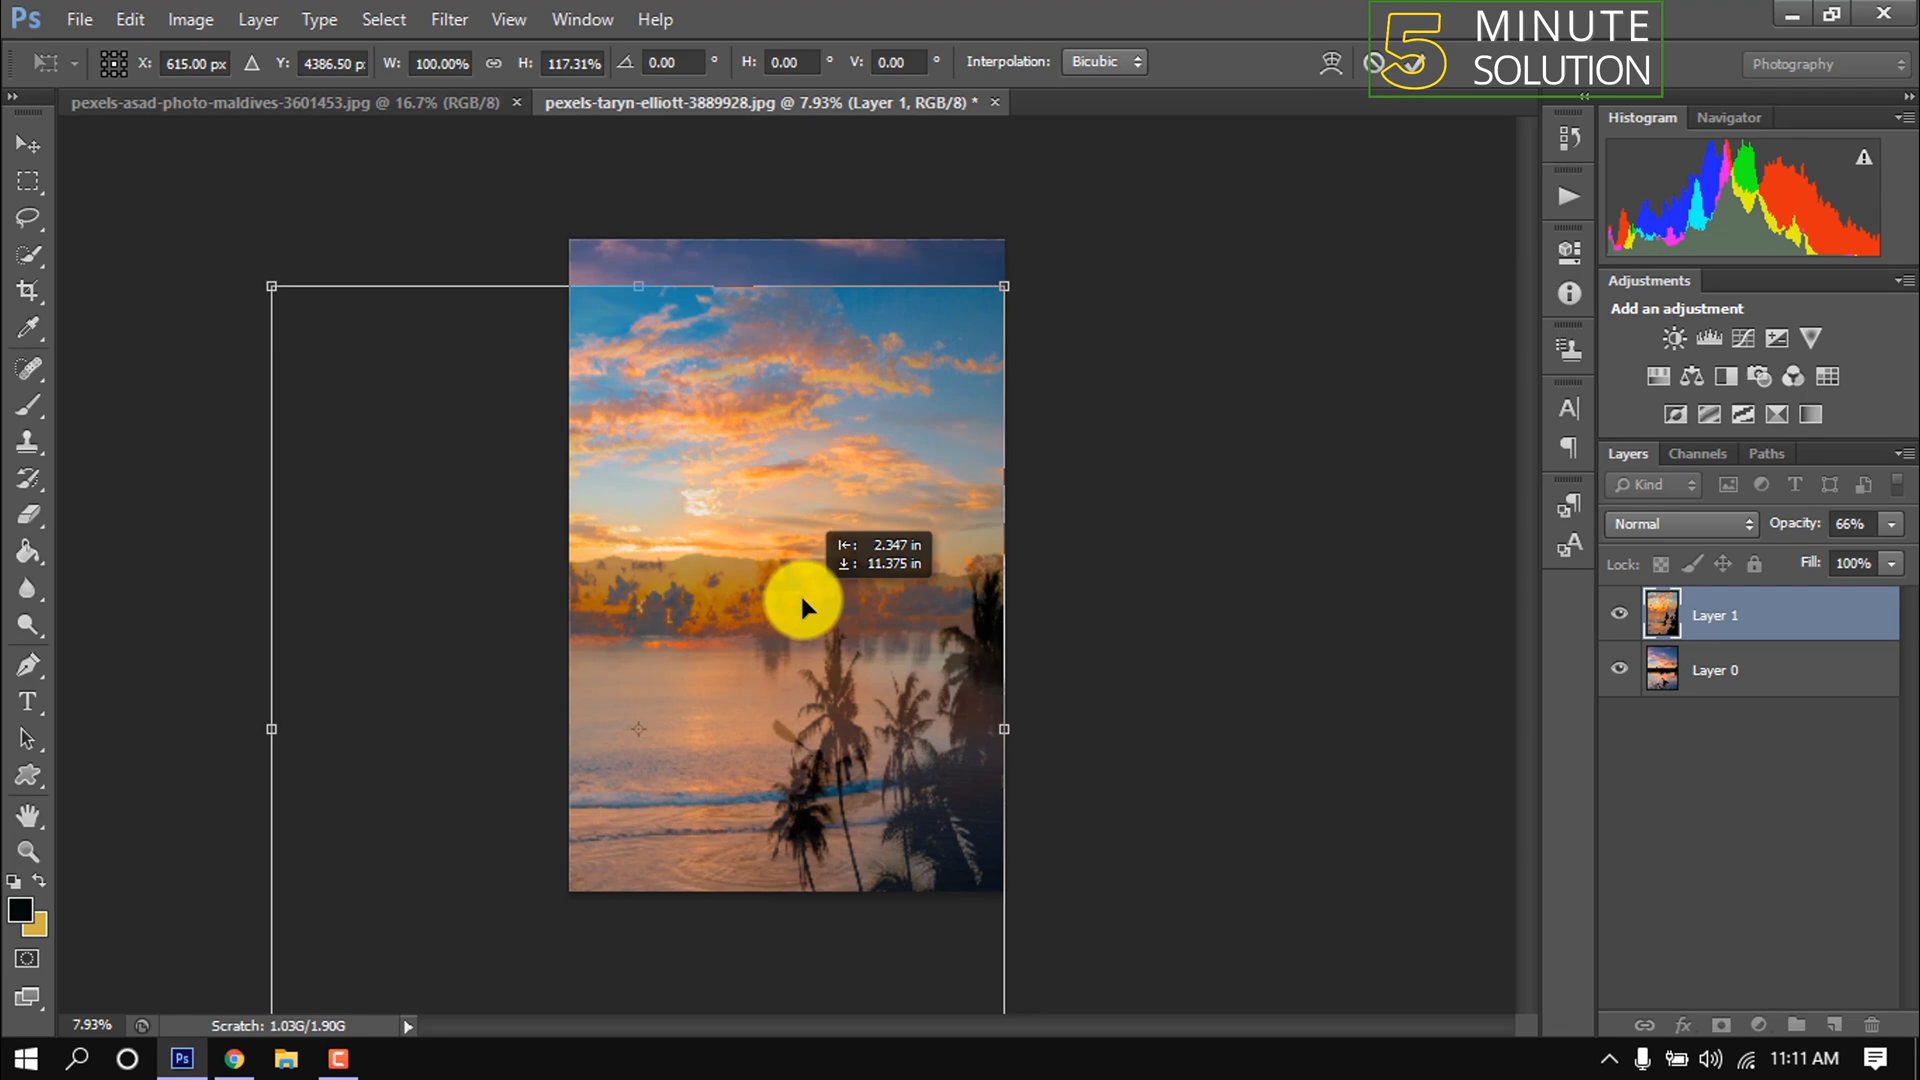 Ps File Edit Image Layer Type Select Filter View Window Help
5 MINUTE
SOLUTION
X: 615.00 px Y: 4386.50 p W: 100.00% H: 117.31% 0.00 ° H: 0.00 ° V: 0.00 ° Interpolation: Bicubic
Photography
pexels-asad-photo-maldives-3601453.jpg @ 16.7% (RGB/8) ×
pexels-taryn-elliott-3889928.jpg @ 7.93% (Layer 1, RGB/8) * ×
Histogram Navigator
Adjustments
Add an adjustment
Layers Channels Paths
Kind
Normal Opacity: 66%
Lock: Fill: 100%
Layer 1
Layer 0
2.347 in
11.375 in
7.93% Scratch: 1.03G/1.90G
Ps
11:11 AM